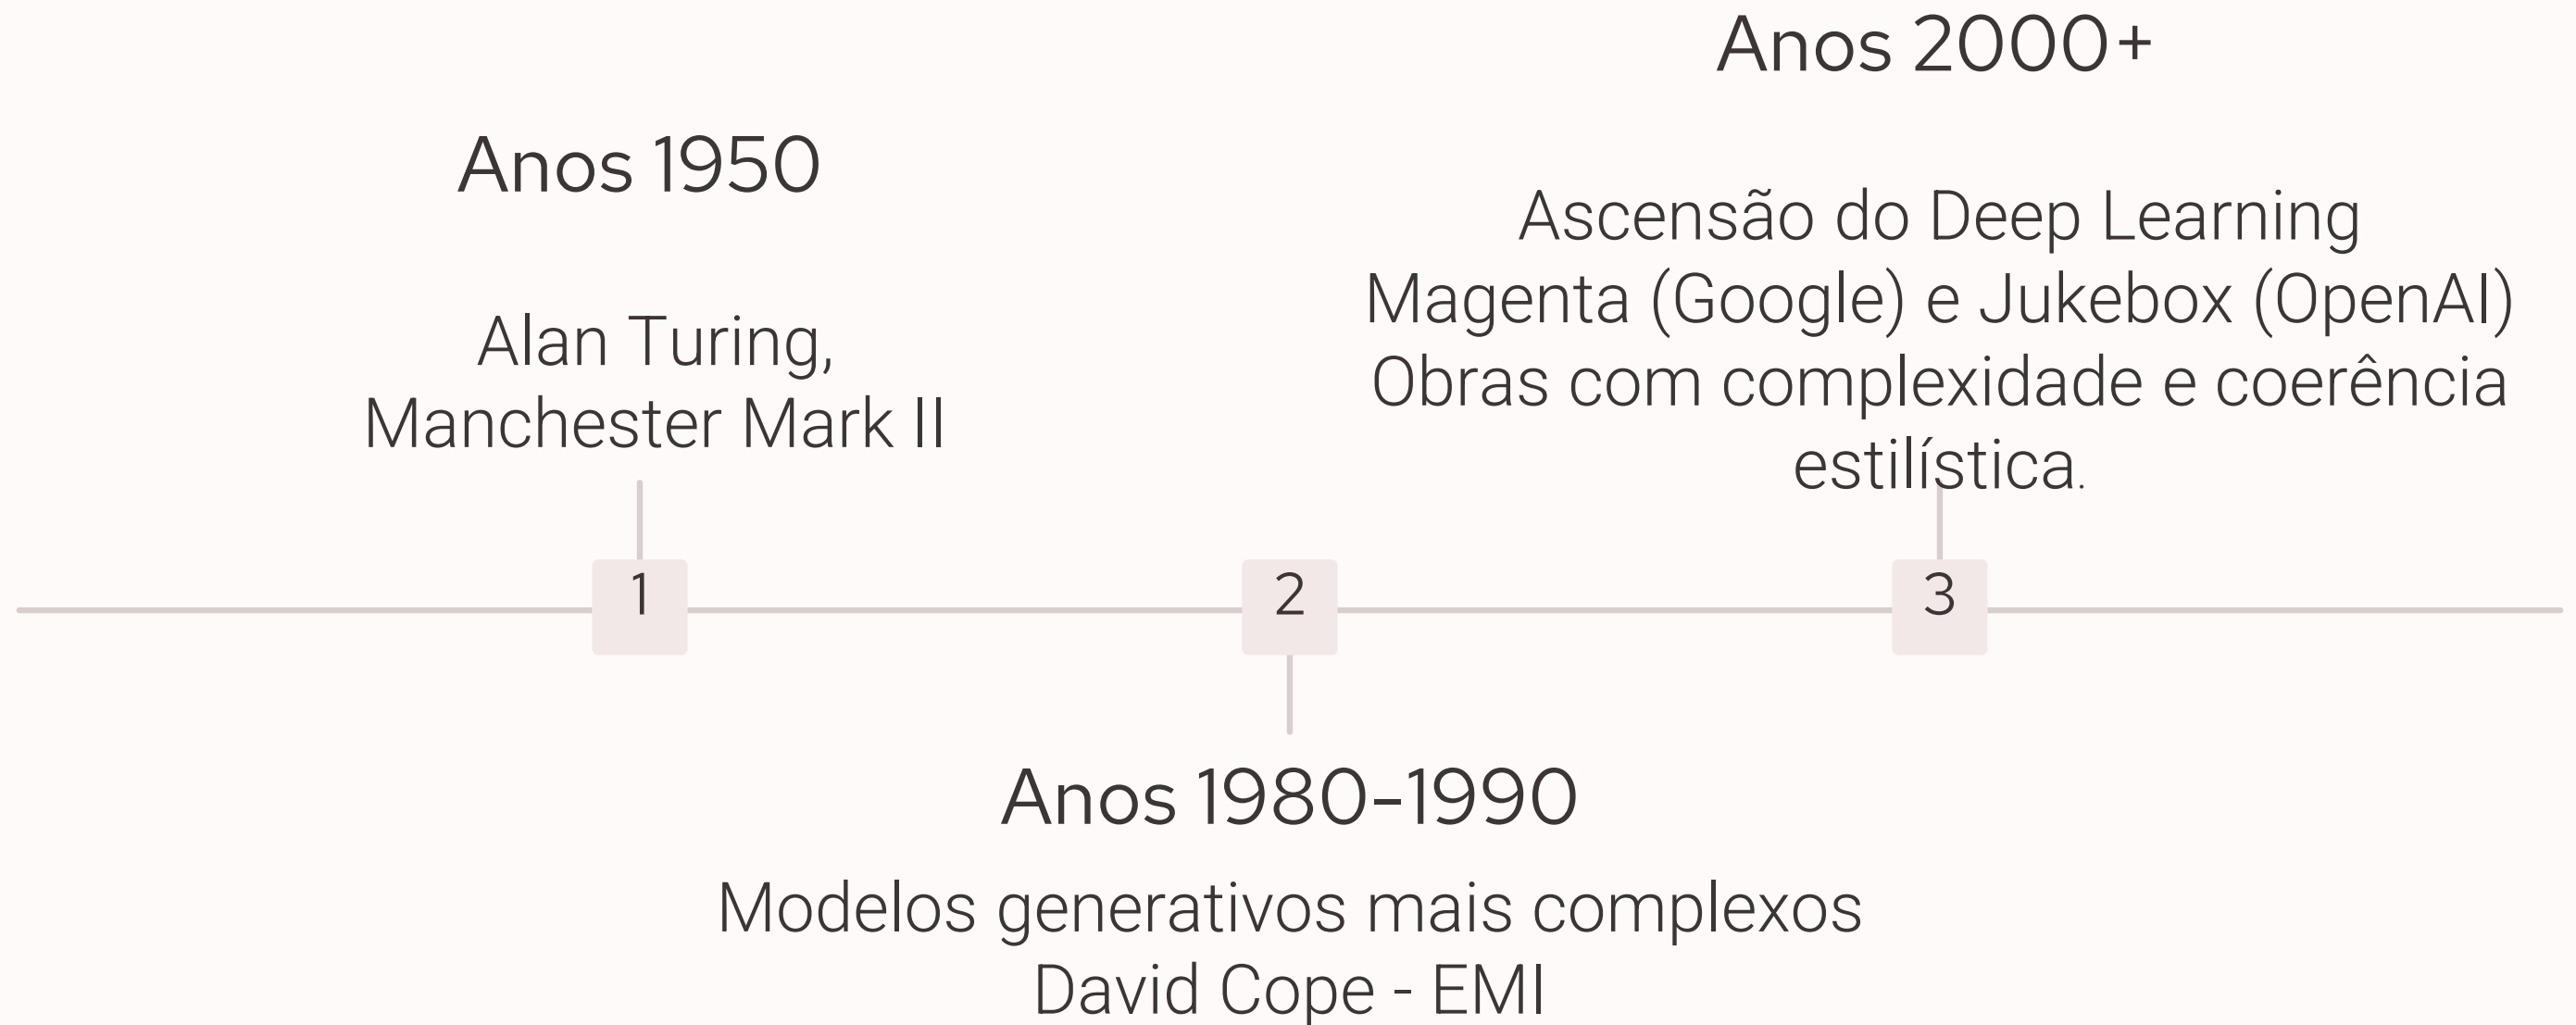 Anos 1950
Alan Turing,
Manchester Mark II
1
2
Anos 1980-1990
Modelos generativos mais complexos
David Cope - EMI
Anos 2000+
Ascensão do Deep Learning
Magenta (Google) e Jukebox (OpenAI)
Obras com complexidade e coerência
estilística.
3